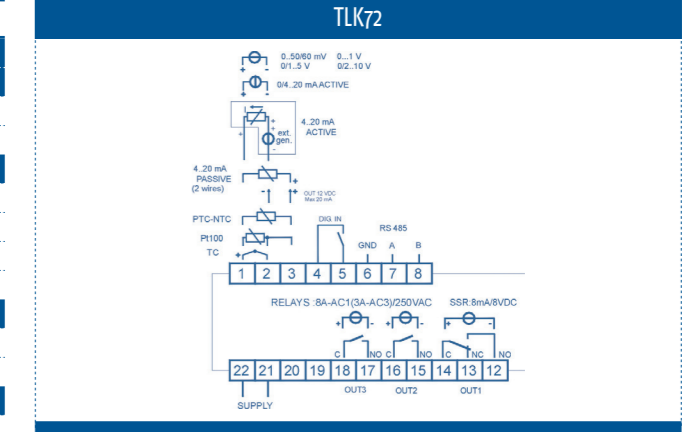 TLK72
0..50/60 mV 0...1 V
0/1..5 V 0/2..10 V
+ -
0/4..20 mA ACTIVE
+ -
I
4..20 mA
ACTIVE
+ +
+
ext.
gen.
-
4..20 mA
PASSIVE
(2 wires)
+
- +
OUT 12 VDC
Max 20 mA
PTC-NTC
DIG. IN
RS 485
Pt100
GND A B
TC
+ -
1 2 3 4 5 6 7 8
RELAYS :8A-AC1(3A-AC3)/250VAC SSR:8mA/8VDC
+ - + - + -
C NO C NO C NC NO
22 21 20 19 18 17 16 15 14 13 12
OUT3 OUT2 OUT1
SUPPLY